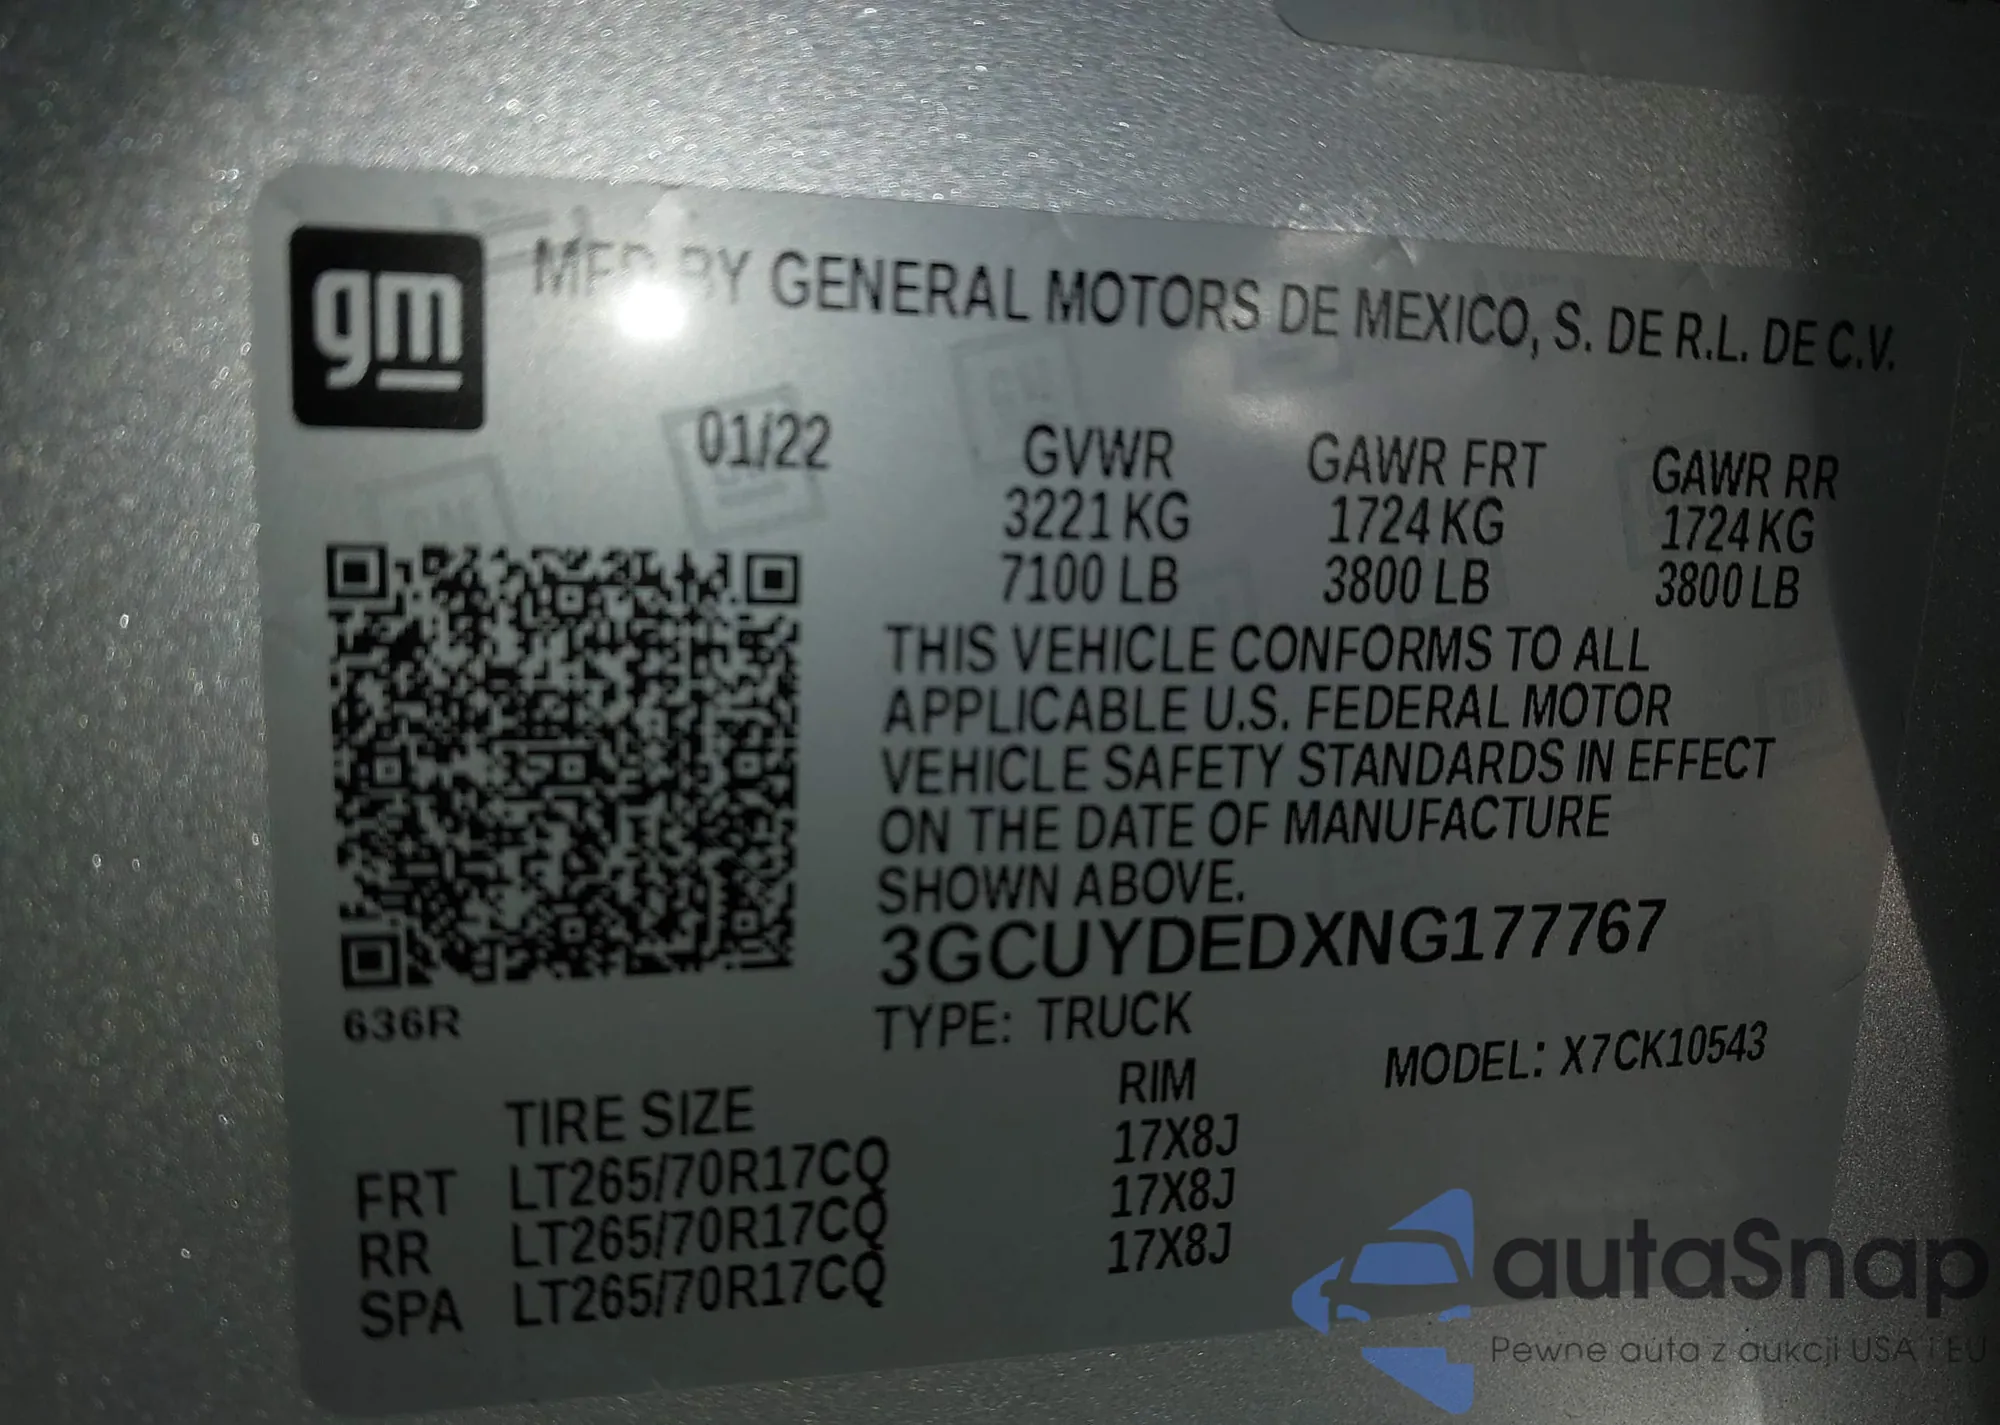 gm
MFD BY GENERAL MOTORS DE MEXICO, S. DE R.L. DE C.V.
01/22
GVWR GAWR FRT GAWR RR
3221 KG 1724 KG 1724 KG
7100 LB 3800 LB 3800 LB
THIS VEHICLE CONFORMS TO ALL
APPLICABLE U.S. FEDERAL MOTOR
VEHICLE SAFETY STANDARDS IN EFFECT
ON THE DATE OF MANUFACTURE
SHOWN ABOVE.
3GCUYDEDXNG177767
636R
TYPE: TRUCK
MODEL: X7CK10543
TIRE SIZE RIM
FRT LT265/70R17CQ 17X8J
RR LT265/70R17CQ 17X8J
SPA LT265/70R17CQ 17X8J
autaSnap
Pewne auta z aukcji USA i EU